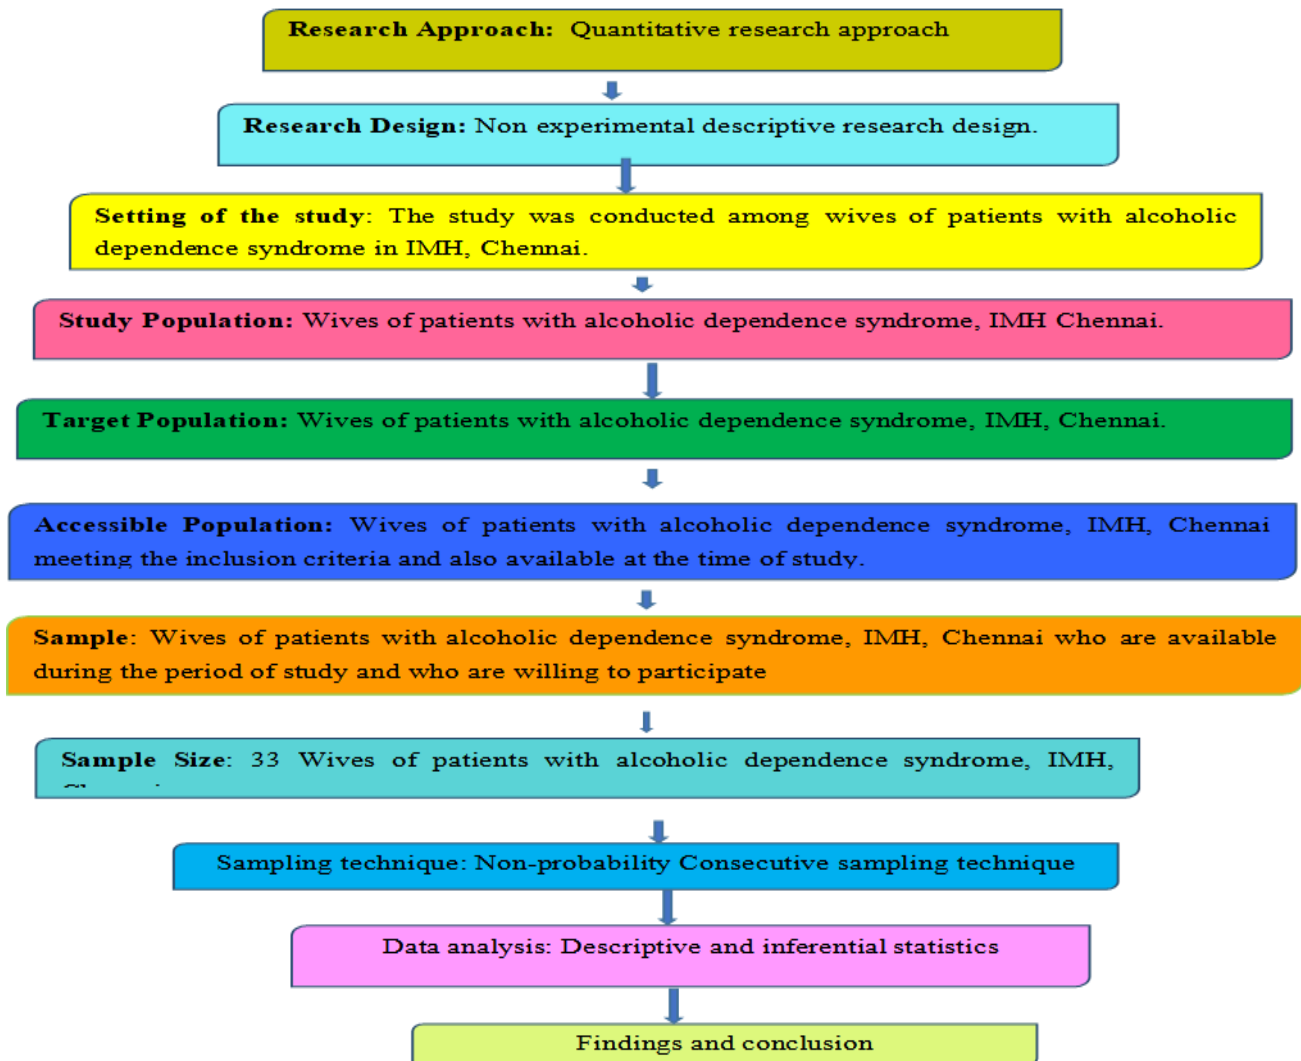 Research Approach: Quantitative research approach
Research Design: Non experimental descriptive research design.
Setting of the study: The study was conducted among wives of patients with alcoholic
dependence syndrome in IMH, Chennai.
Study Population: Wives of patients with alcoholic dependence syndrome, IMH Chennai.
Target Population: Wives of patients with alcoholic dependence syndrome, IMH, Chennai.
Accessible Population: Wives of patients with alcoholic dependence syndrome, IMH, Chennai
meeting the inclusion criteria and also available at the time of study.
Sample: Wives of patients with alcoholic dependence syndrome, IMH, Chennai who are available
during the period of study and who are willing to participate
Sample Size: 33 Wives of patients with alcoholic dependence syndrome, IMH,
Sampling technique: Non-probability Consecutive sampling technique
Data analysis: Descriptive and inferential statistics
Findings and conclusion